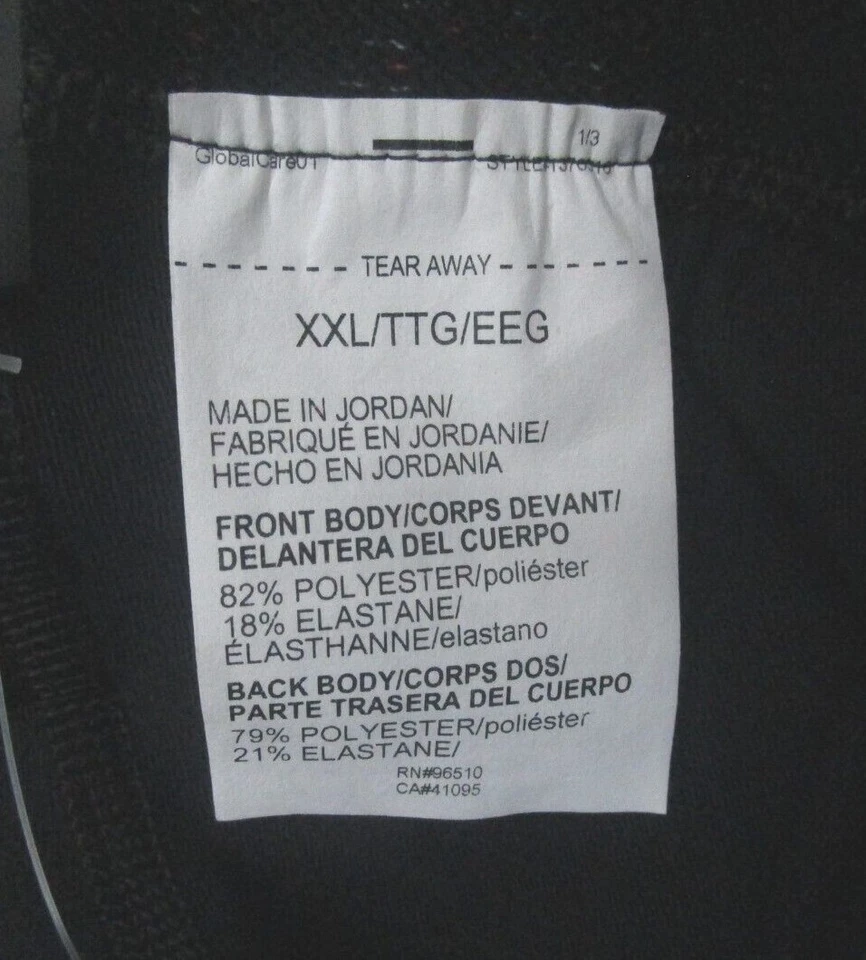 1/3
GlobalCare01
TEAR AWAY
XXL/TTG/EEG
MADE IN JORDAN/
FABRIQUÉ EN JORDANIE/
HECHO EN JORDANIA
FRONT BODY/CORPS DEVANT/
DELANTERA DEL CUERPO
82% POLYESTER/poliéster
18% ELASTANE/
ÉLASTHANNE/elastano
BACK BODY/CORPS DOS/
PARTE TRASERA DEL CUERPO
79% POLYESTER/poliéster
21% ELASTANE/
RN#96510
CA#41095